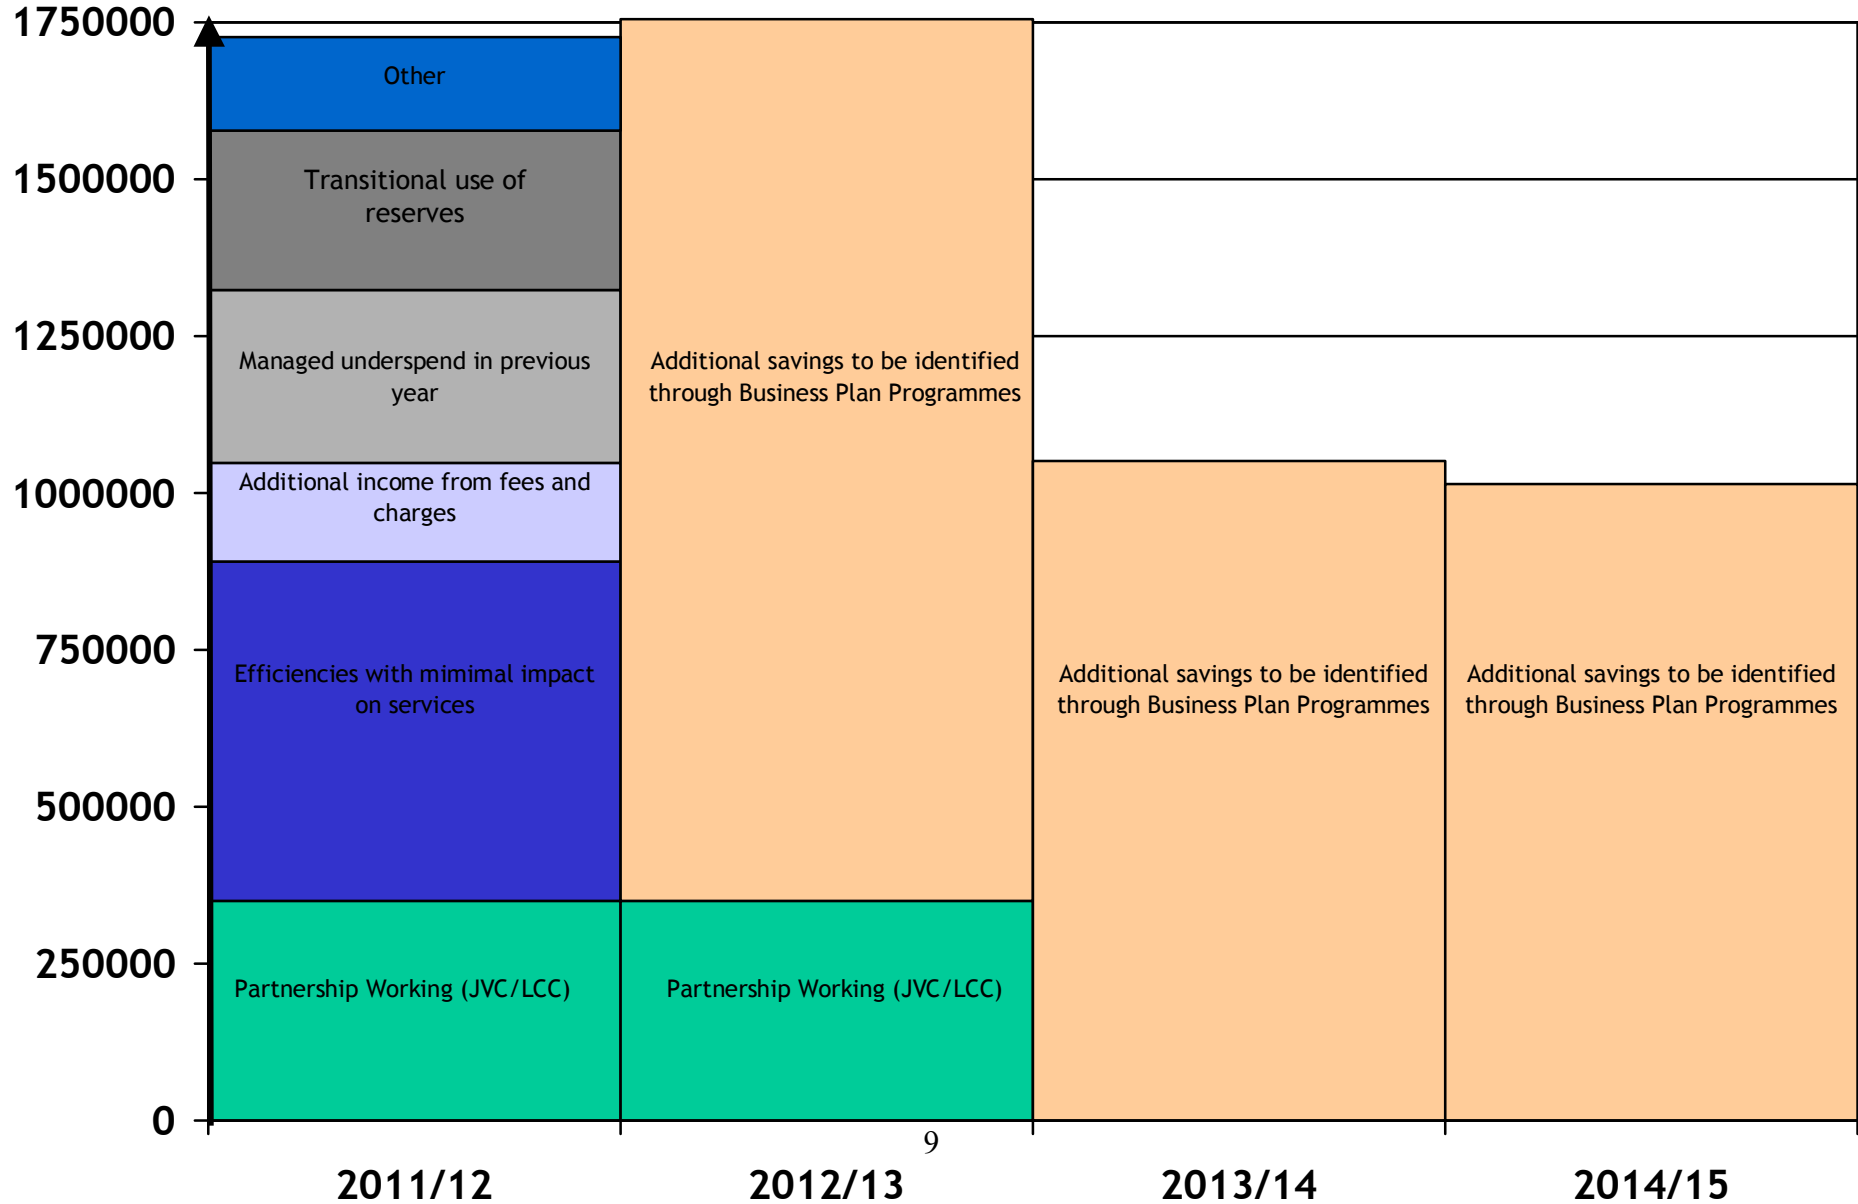 1750000
1500000
1250000
1000000
750000
500000
250000
0
Other
Transitional use of
reserves
Managed underspend in previous
year
Additional income from fees and
charges
Efficiencies with mimimal impact
on services
Partnership Working (JVC/LCC)
Additional savings to be identified
through Business Plan Programmes
Partnership Working (JVC/LCC)
Additional savings to be identified
through Business Plan Programmes
Additional savings to be identified
through Business Plan Programmes
9
2011/12
2012/13
2013/14
2014/15